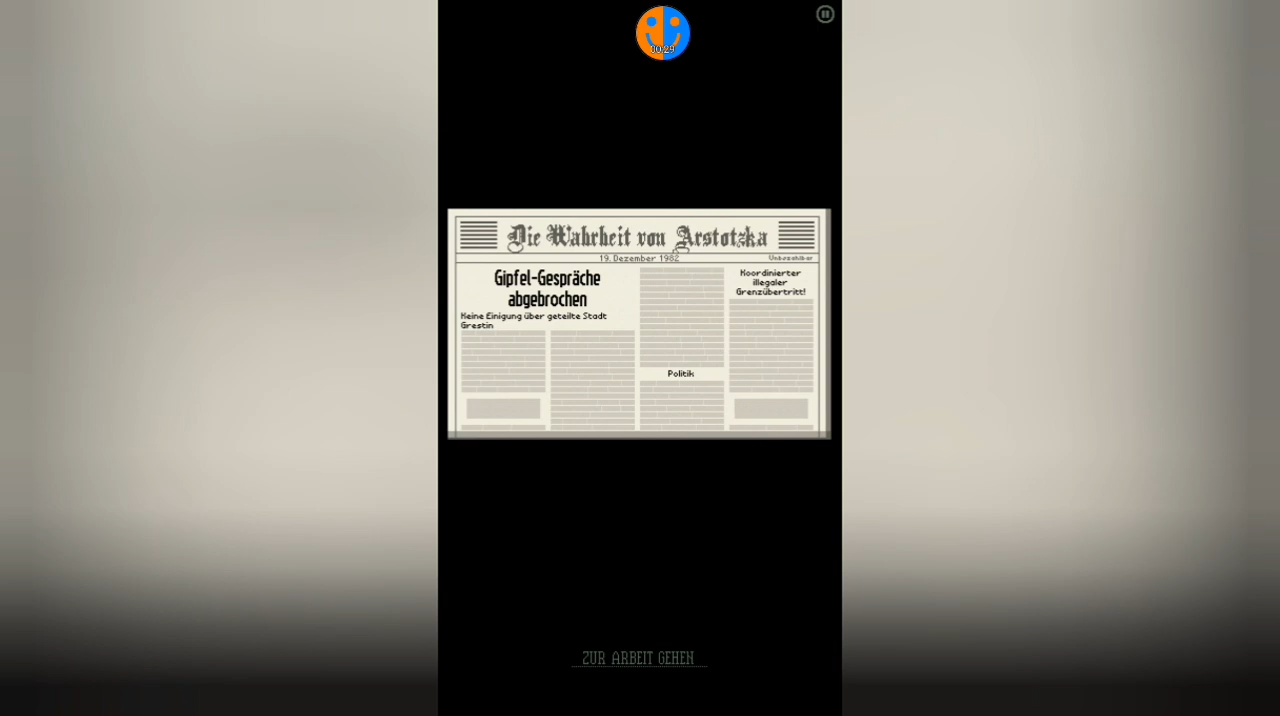 00:29
Die Wahrheit von Arstotzka
19. Dezember 1982
Unbezahlbar
Gipfel-Gespräche
abgebrochen
Keine Einigung über geteilte Stadt
Grestin
Politik
Koordinierter
illegaler
Grenzübertritt!
ZUR ARBEIT GEHEN